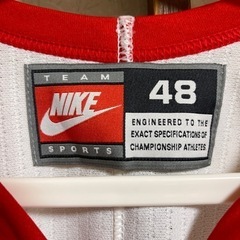 TEAM
NIKE
SPORTS
48
ENGINEERED TO THE
EXACT SPECIFICATIONS OF
CHAMPIONSHIP ATHLETES.